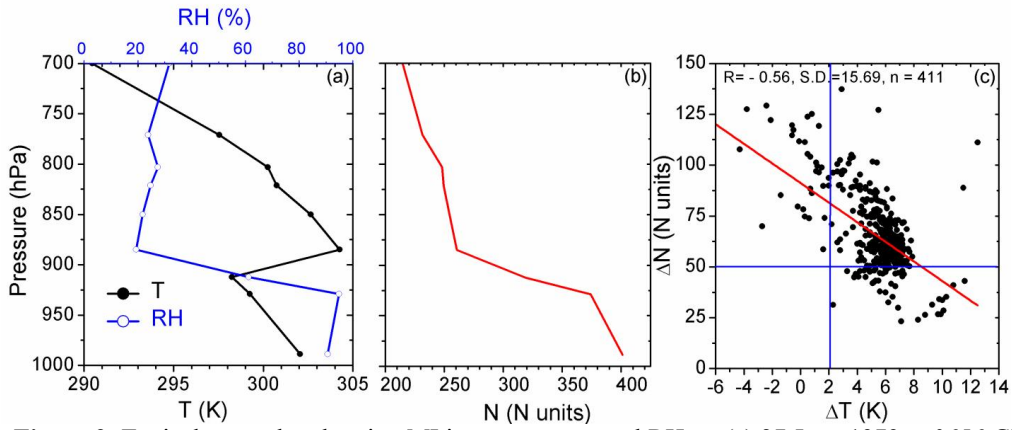 RH (%)
0 20 40 60 80 100
700
750
800
850
900
950
1000
Pressure (hPa)
(a)
T
RH
290 295 300 305
T (K)
(b)
200 250 300 350 400
N (N units)
(c)
R= - 0.56, S.D.=15.69, n = 411
150
125
100
75
50
25
0
ΔN (N units)
-6 -4 -2 0 2 4 6 8 10 12 14
ΔT (K)